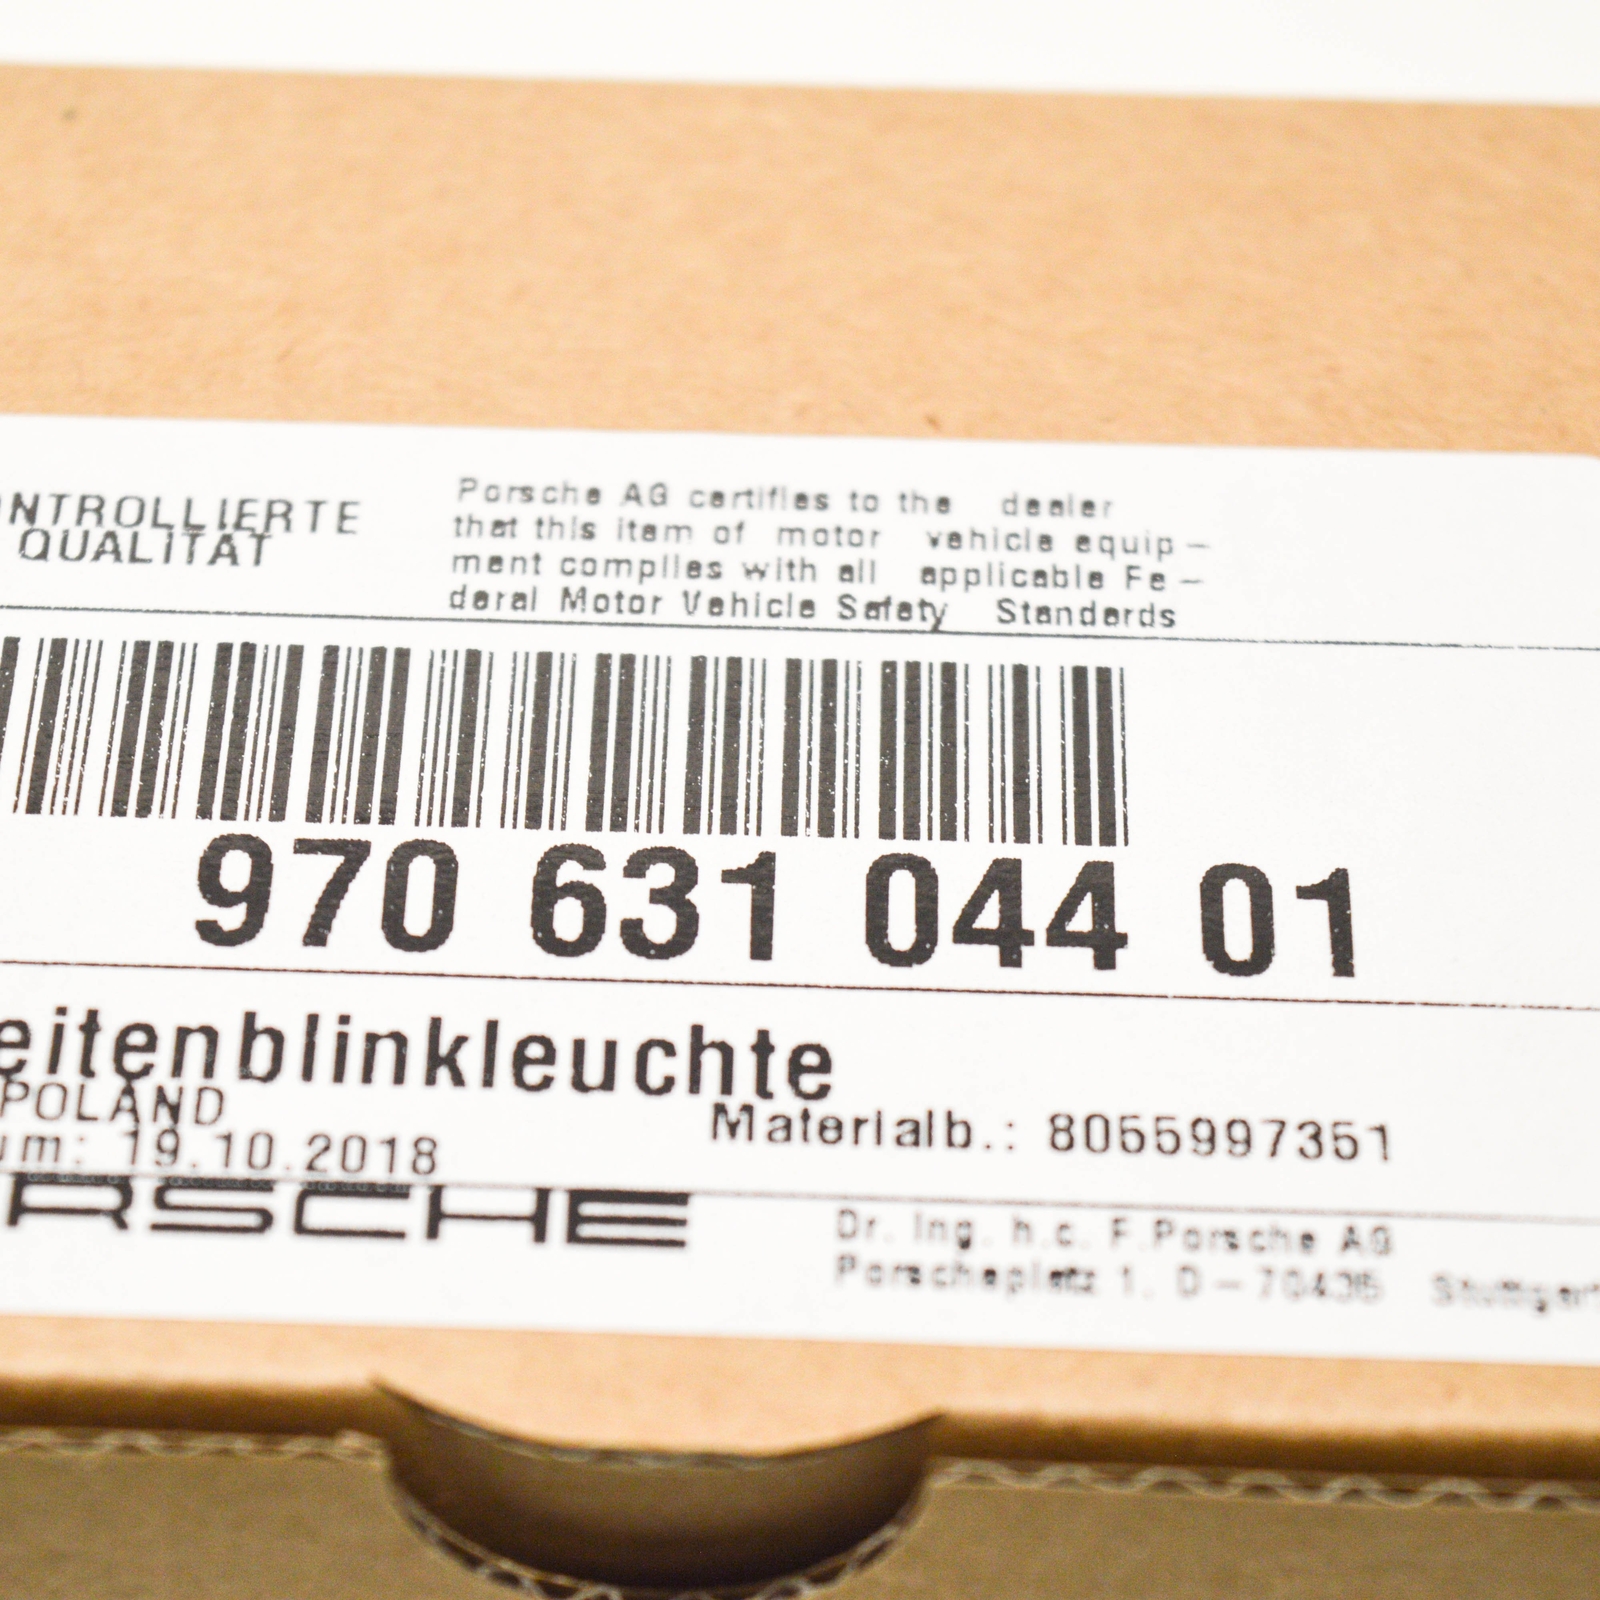 ONTROLLIERTE
QUALITAT
Porsche AG certifies to the dealer
that this item of motor vehicle equip-
ment complies with all applicable Fe-
deral Motor Vehicle Safety Standards
970 631 044 01
eitenblinkleuchte
POLAND
um: 19.10.2018
Materialb.: 8055997351
RSCHE
Dr. Ing. h.c. F.Porsche AG
Porscheplatz 1, D-70435 Stuttgart